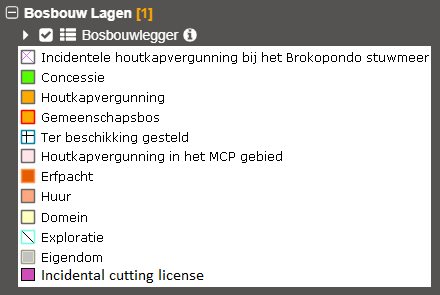 Bosbouw Lagen [1]
Bosbouwlegger
Incidentele houtkapvergunning bij het Brokopondo stuwmeer
Concessie
Houtkapvergunning
Gemeenschapsbos
Ter beschikking gesteld
Houtkapvergunning in het MCP gebied
Erfpacht
Huur
Domein
Exploratie
Eigendom
Incidental cutting license